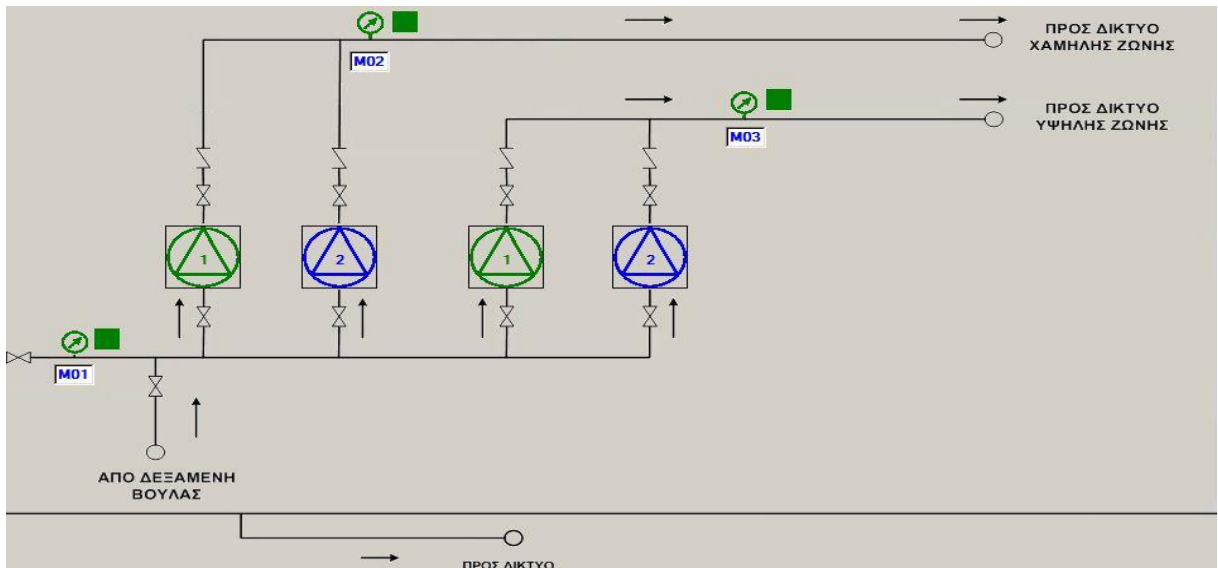 ΠΡΟΣ ΔΙΚΤΥΟ
ΧΑΜΗΛΗΣ ΖΩΝΗΣ
M02
ΠΡΟΣ ΔΙΚΤΥΟ
ΥΨΗΛΗΣ ΖΩΝΗΣ
M03
1
2
1
2
M01
ΑΠΟ ΔΕΞΑΜΕΝΗ
ΒΟΥΛΑΣ
ΠΡΟΣ ΔΙΚΤΥΟ